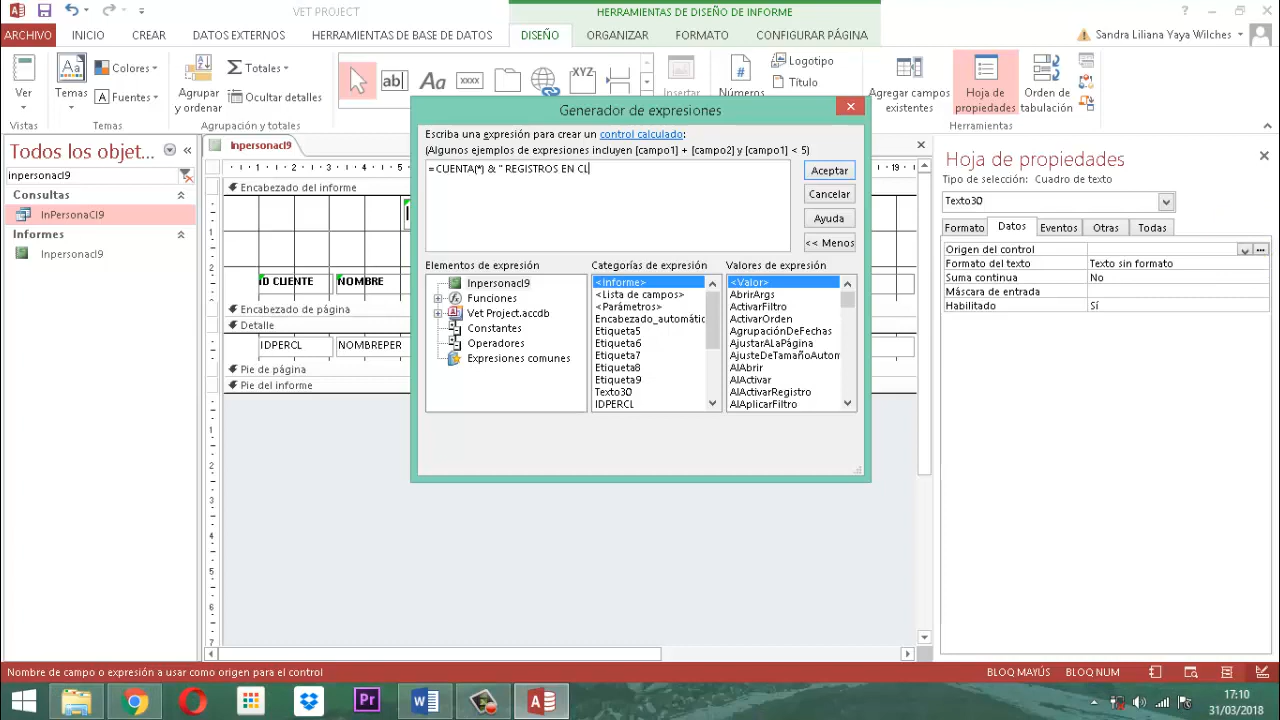 VET PROJECT
HERRAMIENTAS DE DISEÑO DE INFORME
ARCHIVO INICIO CREAR DATOS EXTERNOS HERRAMIENTAS DE BASE DE DATOS DISEÑO ORGANIZAR FORMATO CONFIGURAR PÁGINA Sandra Liliana Yaya Wilches
Ver
Vistas
Temas
Colores
Fuentes
Temas
Agrupar y ordenar
Totales
Ocultar detalles
Agrupación y totales
ab|
Aa
xxxx
XYZ
Insertar
#
Números
Logotipo
Título
Agregar campos existentes
Hoja de propiedades
Orden de tabulación
Herramientas
Todos los objet...
inpersonacl9
Consultas
InPersonaCl9
Informes
Inpersonacl9
Inpersonacl9
Encabezado del informe
ID CLIENTE NOMBRE
Encabezado de página
Detalle
IDPERCL NOMBREPER
Pie de página
Pie del informe
Generador de expresiones
Escriba una expresión para crear un control calculado:
(Algunos ejemplos de expresiones incluyen [campo1] + [campo2] y [campo1] < 5)
=CUENTA(*) & " REGISTROS EN CL
Aceptar
Cancelar
Ayuda
<< Menos
Elementos de expresión
Inpersonacl9
Funciones
Vet Project.accdb
Constantes
Operadores
Expresiones comunes
Categorías de expresión
<Informe>
<Lista de campos>
<Parámetros>
Encabezado_automátic
Etiqueta5
Etiqueta6
Etiqueta7
Etiqueta8
Etiqueta9
Texto30
IDPERCL
Valores de expresión
<Valor>
AbrirArgs
ActivarFiltro
ActivarOrden
AgrupaciónDeFechas
AjustarALaPágina
AjusteDeTamañoAutom
AlAbrir
AlActivar
AlActivarRegistro
AlAplicarFiltro
Hoja de propiedades
Tipo de selección: Cuadro de texto
Texto30
Formato Datos Eventos Otras Todas
Origen del control
Formato del texto Texto sin formato
Suma continua No
Máscara de entrada
Habilitado Sí
Nombre de campo o expresión a usar como origen para el control
BLOQ MAYÚS BLOQ NUM
Pr
17:10
31/03/2018